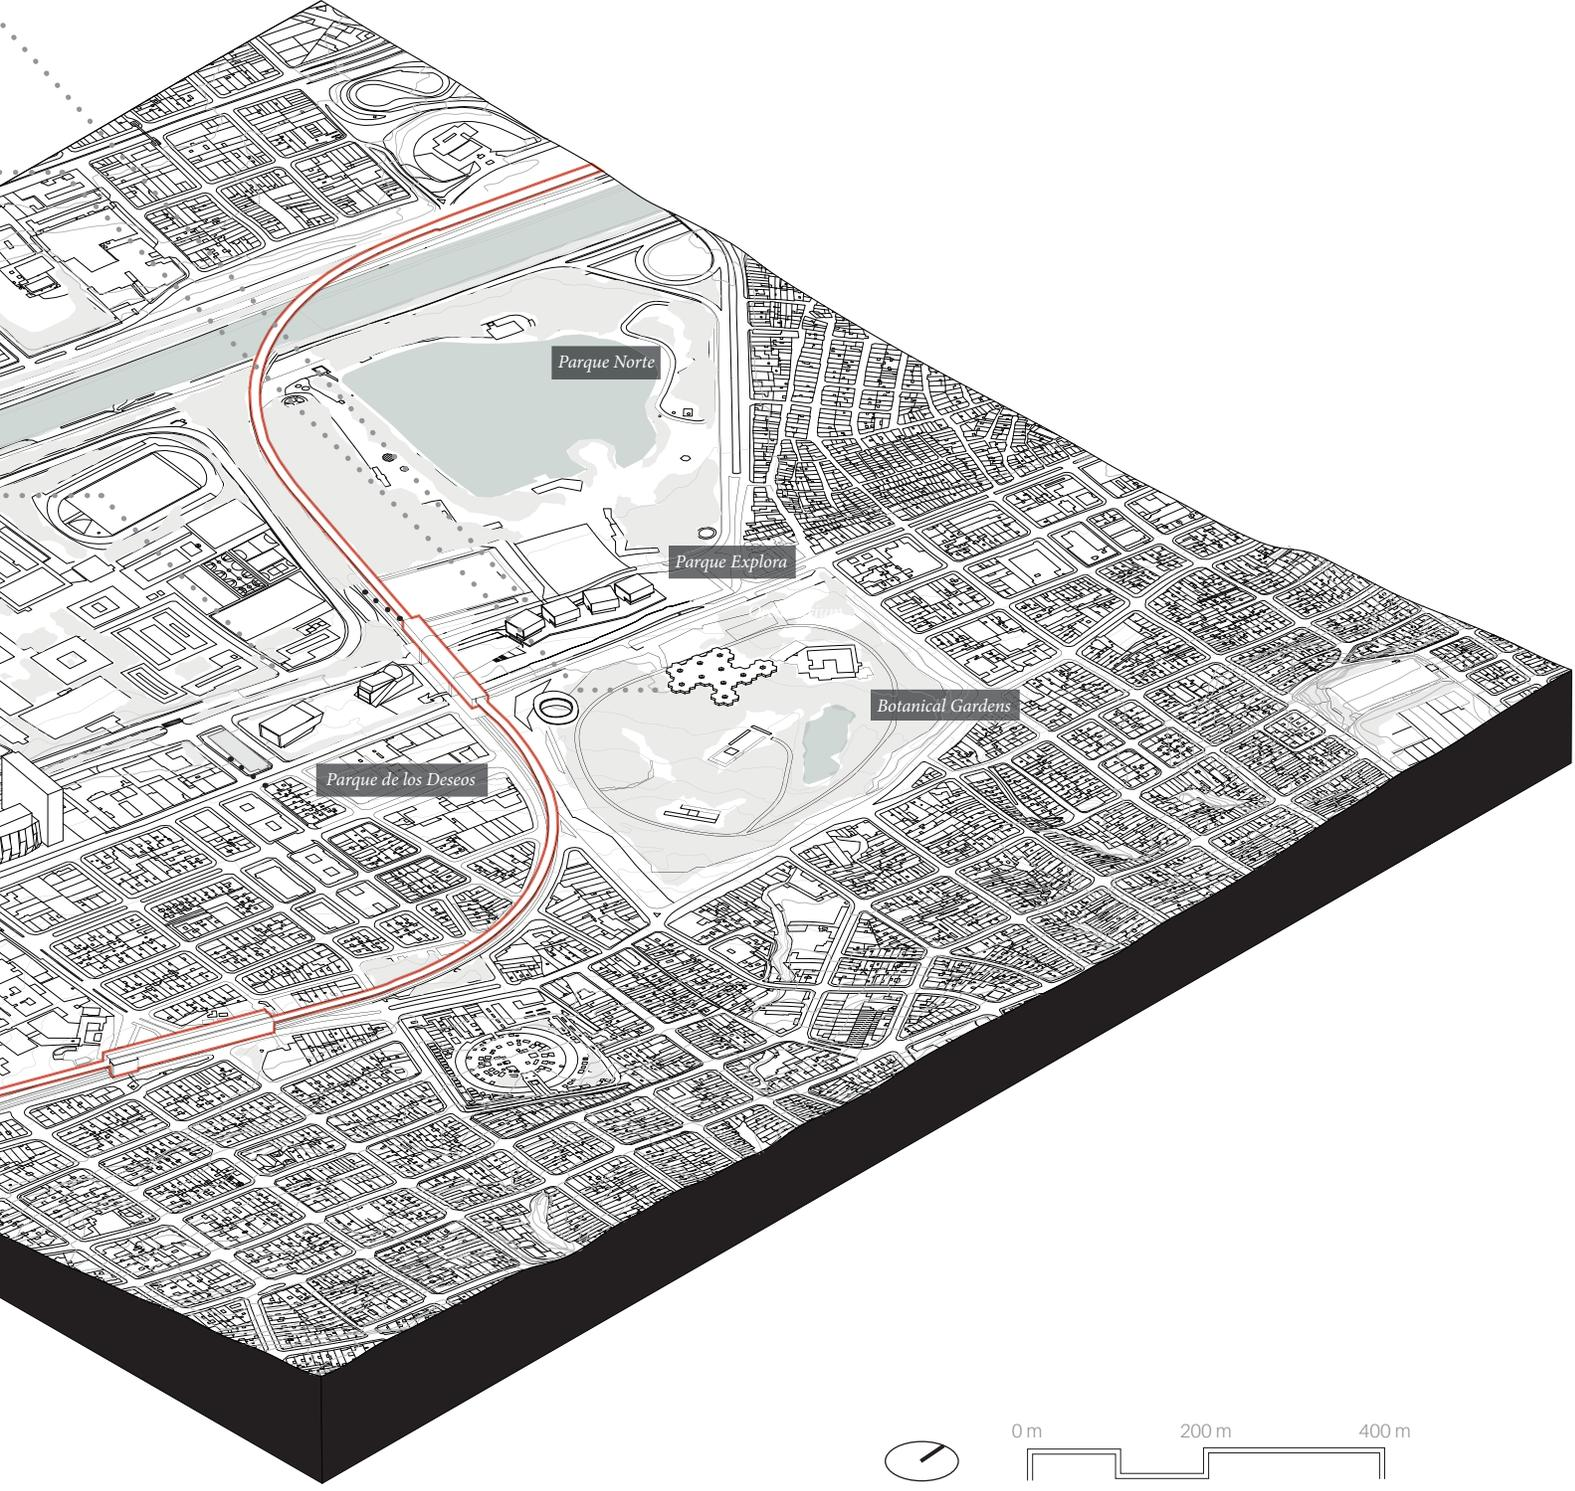 Parque Norte
Parque Explora
Botanical Gardens
Parque de los Deseos
0 m
200 m
400 m